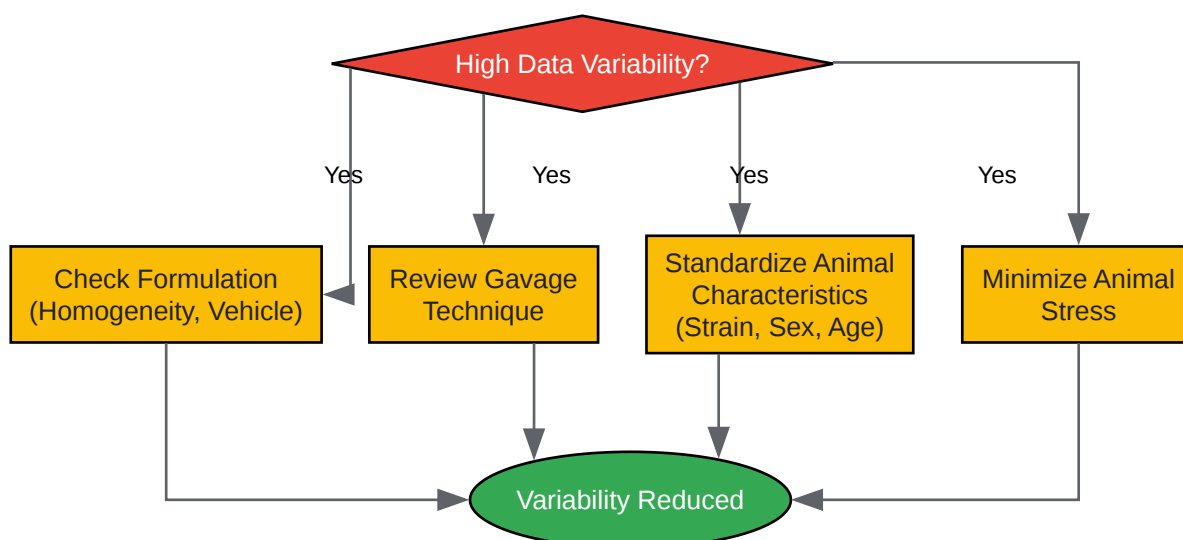 High Data Variability?
Yes
Yes
Yes
Yes
Check Formulation
(Homogeneity, Vehicle)
Review Gavage
Technique
Standardize Animal
Characteristics
(Strain, Sex, Age)
Minimize Animal
Stress
Variability Reduced